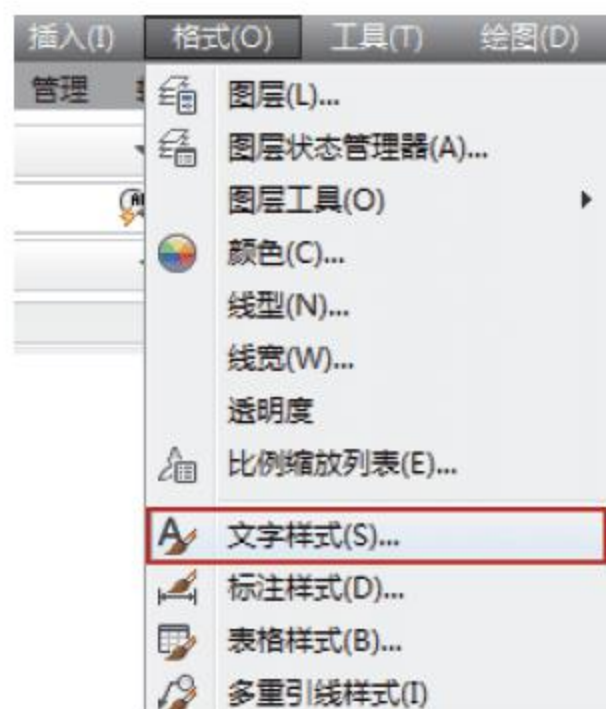 插入(I) 格式(O) 工具(T) 绘图(D)
管理
图层(L)...
图层状态管理器(A)...
图层工具(O)
颜色(C)...
线型(N)...
线宽(W)...
透明度
比例缩放列表(E)...
文字样式(S)...
标注样式(D)...
表格样式(B)...
多重引线样式(I)